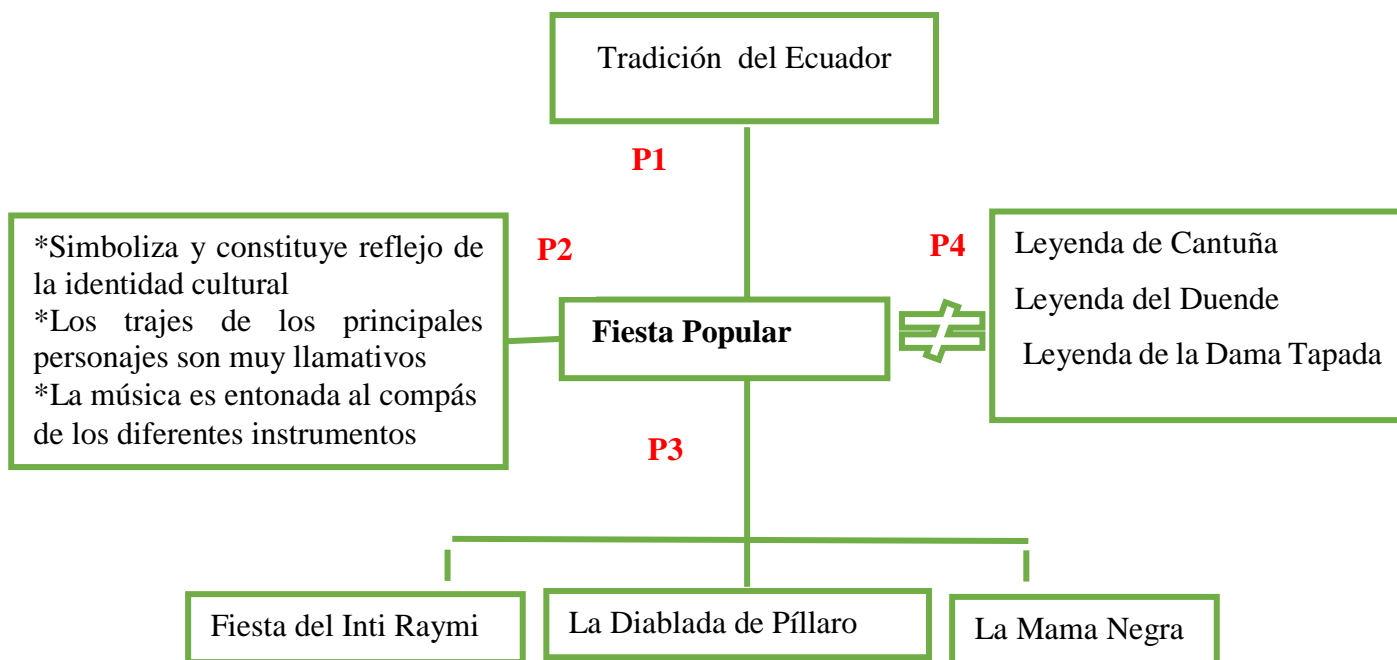 Tradición del Ecuador
P1
*Simboliza y constituye reflejo de
la identidad cultural
*Los trajes de los principales
personajes son muy llamativos
*La música es entonada al compás
de los diferentes instrumentos
P2
Fiesta Popular
P4
Leyenda de Cantuña
Leyenda del Duende
Leyenda de la Dama Tapada
P3
Fiesta del Inti Raymi
La Diablada de Píllaro
La Mama Negra